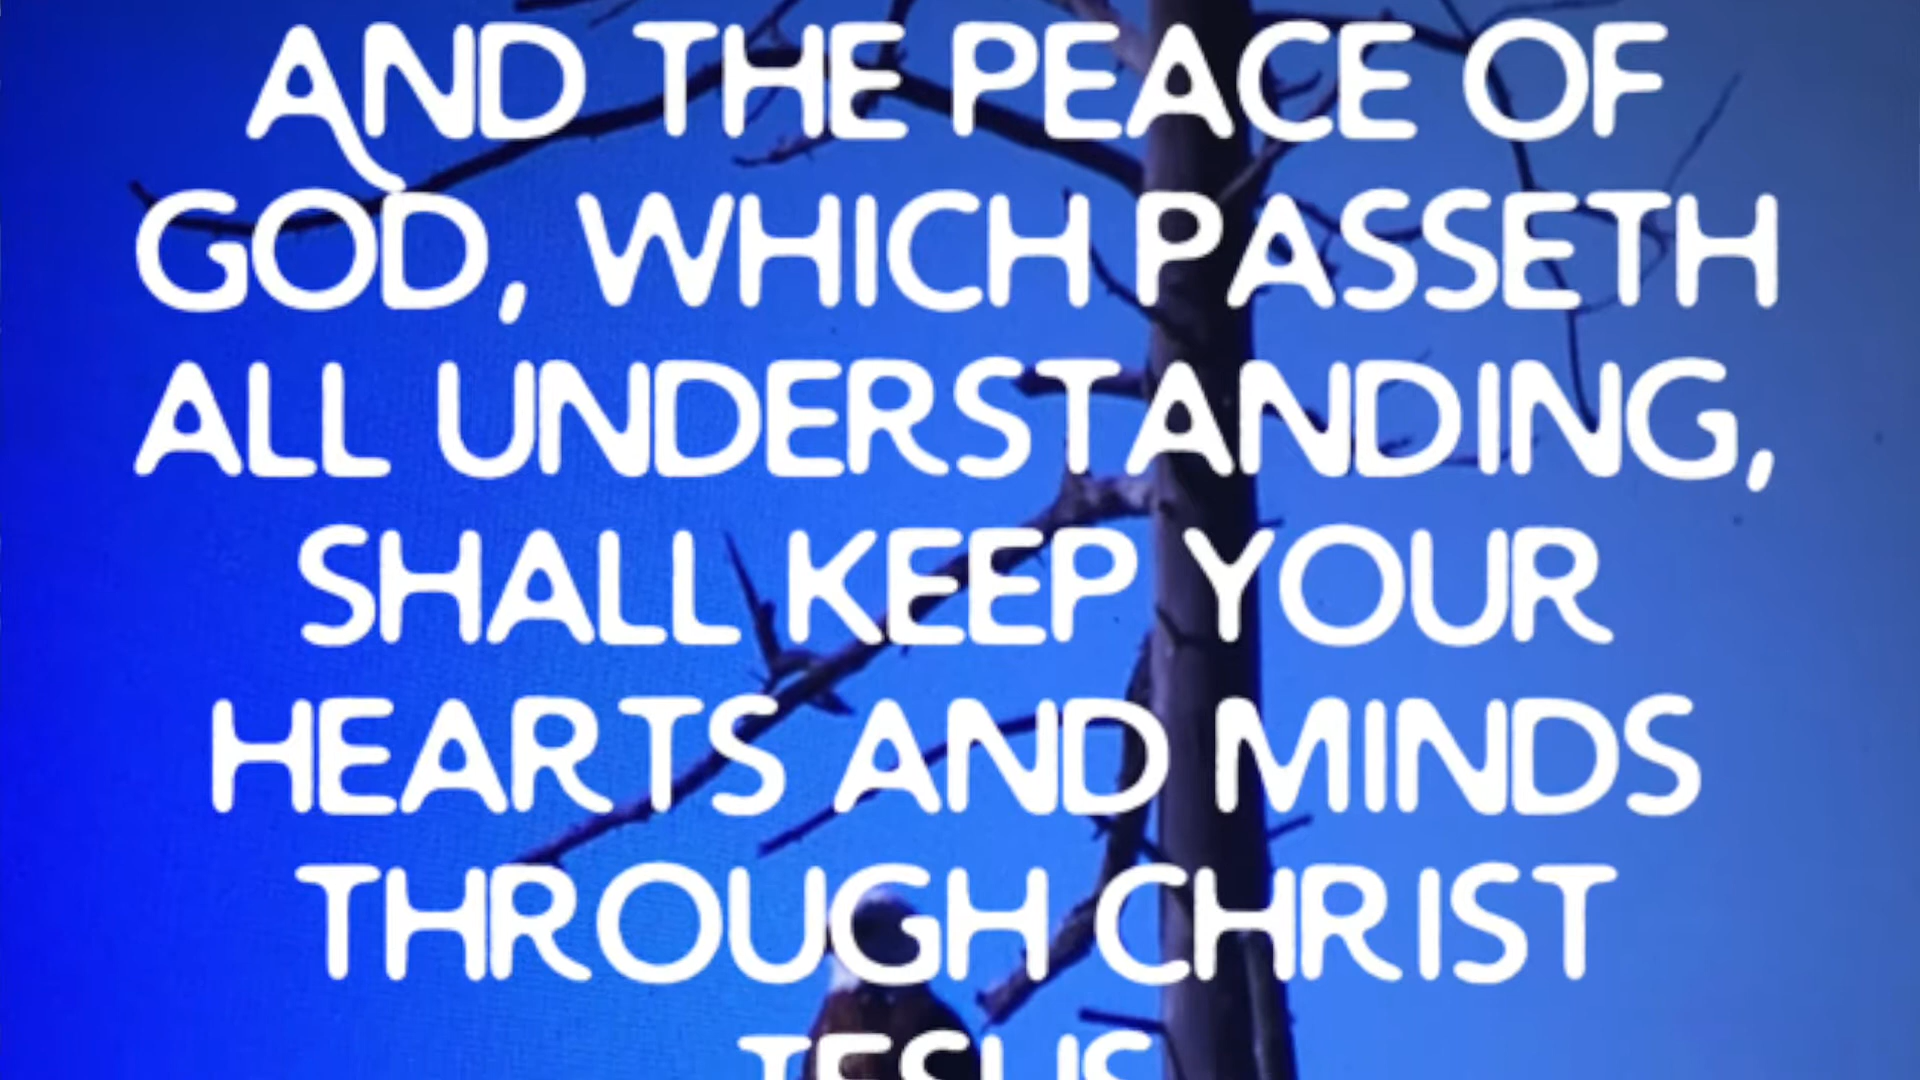 AND THE PEACE OF
GOD, WHICH PASSETH
ALL UNDERSTANDING,
SHALL KEEP YOUR
HEARTS AND MINDS
THROUGH CHRIST
JESUS